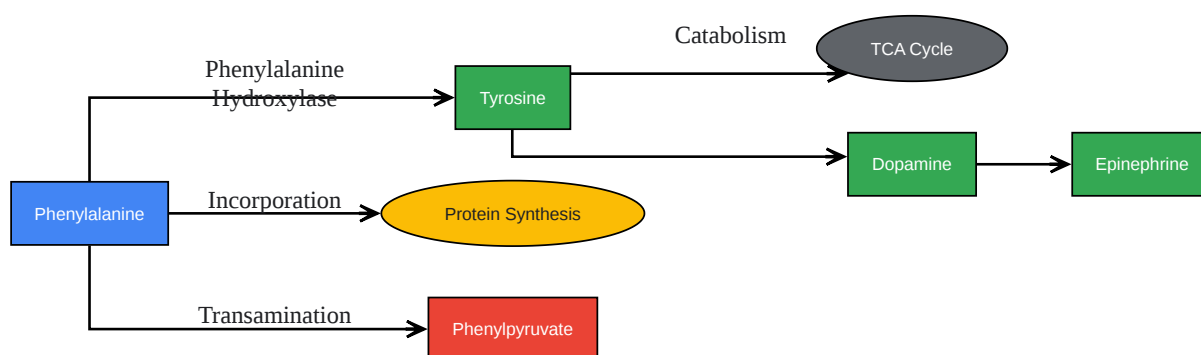 Catabolism
TCA Cycle
Phenylalanine
Hydroxylase
Tyrosine
Dopamine
Epinephrine
Phenylalanine
Incorporation
Protein Synthesis
Transamination
Phenylpyruvate